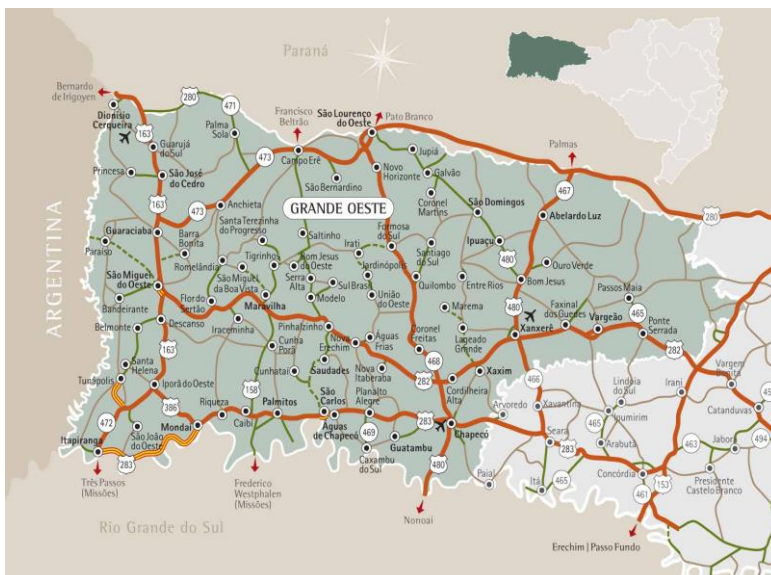 Paraná
Bernardo
de Irigoyen
280
471
Francisco
Beltrão
São Lourenço
do Oeste
Pato Branco
Dionísio
Cerqueira
163
Palma
Sola
Guarujá
do Sul
Jupiá
Palmas
Princesa
São José
do Cedro
473
Campo Erê
Novo
Horizonte
Galvão
467
São Bernardino
Coronel
Martins
163
473
Anchieta
GRANDE OESTE
São Domingos
Abelardo Luz
280
Santa Terezinha
do Progresso
Guaraciaba
Barra
Bonita
Saltinho
Formosa
do Sul
Ipuaçu
Paraíso
Irati
Santiago
do Sul
480
Romelândia
Tigrinho
Bom Jesus
do Oeste
Jardinópolis
Ouro Verde
São Miguel
do Oeste
São Miguel
da Boa Vista
Serra
Alta
Sul Brasil
Quilombo
Entre Rios
Bom Jesus
Passos Maia
Bandeirante
Flor do
Sertão
Maravilha
Modelo
União
do Oeste
Marema
480
Faxinal
dos Guedes
Vargeão
465
Belmonte
Descanso
Iraceminha
Pinhalzinho
Águas
Frias
Coronel
Freitas
Lageado
Grande
Xanxerê
Ponte
Serrada
163
Cunha
Porã
Nova
Erechim
282
ARGENTINA
Santa
Helena
Saudades
468
Xaxim
Vargem
Bonita
Tunápolis
Iporã do Oeste
Cunhataí
Nova
Itaberaba
282
Cordilheira
Alta
466
Lindoia
do Sul
Irani
158
386
Riqueza
Palmitos
São
Carlos
Planalto
Alegre
Arvoredo
Xavantina
Ipumirim
Catanduvas
472
Caibi
283
465
Mondaí
Águas
de Chapecó
469
Guatambu
Chapecó
Seara
Arabutã
463
Jaborá
494
Itapiranga
São João
do Oeste
Caxambu
do Sul
283
283
480
Paial
Itá
465
Concórdia
153
Presidente
Castelo Branco
461
Três Passos
(Missões)
Frederico
Westphalen
(Missões)
Nonoai
Rio Grande do Sul
Erechim | Passo Fundo